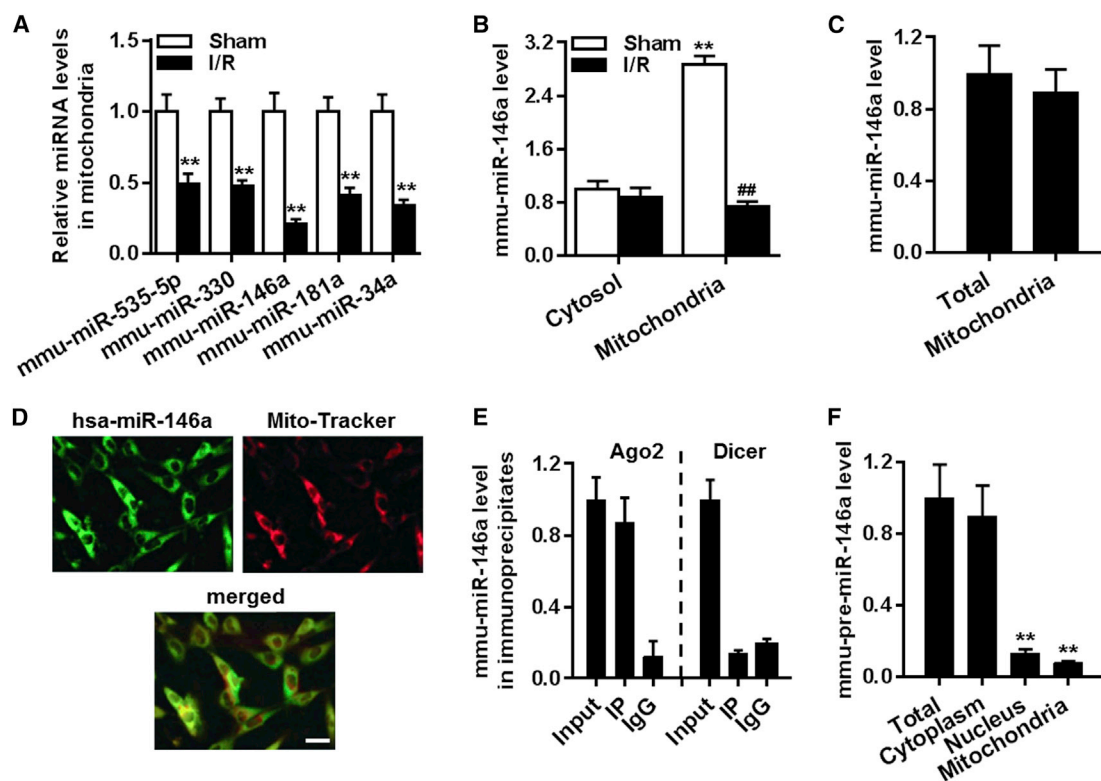 A
Relative miRNA levels
in mitochondria
1.5
1.0
0.5
0.0
Sham
I/R
**
**
**
**
**
mmu-miR-535-5p
mmu-miR-330
mmu-miR-146a
mmu-miR-181a
mmu-miR-34a
B
mmu-miR-146a level
3.2
2.4
1.6
0.8
0.0
Sham
I/R
**
##
Cytosol
Mitochondria
C
mmu-miR-146a level
1.2
0.8
0.4
0.0
Total
Mitochondria
D
hsa-miR-146a
Mito-Tracker
merged
E
mmu-miR-146a level
in immunoprecipitates
1.2
0.8
0.4
0.0
Ago2
Dicer
Input
IP
IgG
Input
IP
IgG
F
mmu-pre-miR-146a level
1.2
0.8
0.4
0.0
**
**
Total
Cytoplasm
Nucleus
Mitochondria